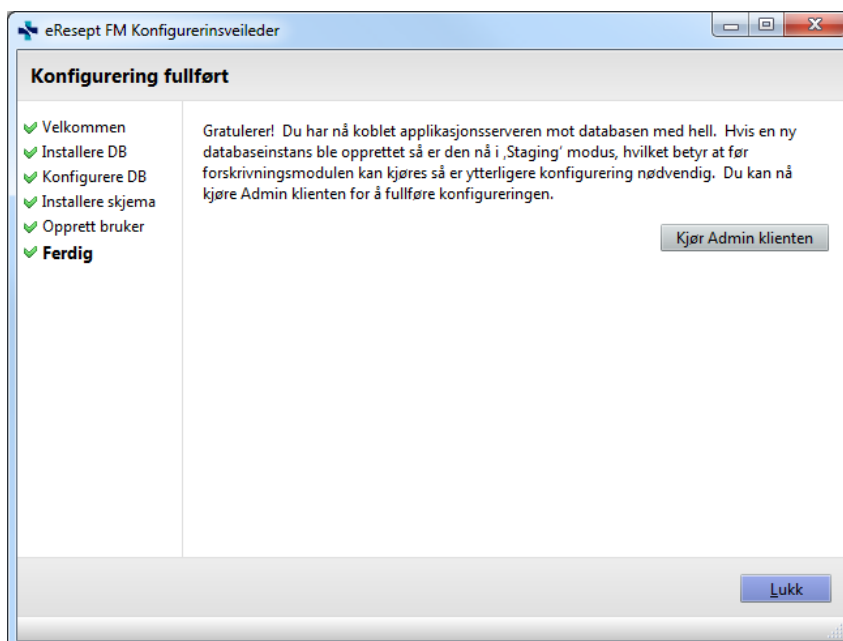 eResept FM Konfigurerinsveileder
Konfigurering fullført
Velkommen
Installere DB
Konfigurere DB
Installere skjema
Opprett bruker
Ferdig
Gratulerer! Du har nå koblet applikasjonsserveren mot databasen med hell. Hvis en ny
databaseinstans ble opprettet så er den nå i ‚Staging‘ modus, hvilket betyr at før
forskrivningsmodulen kan kjøres så er ytterligere konfigurering nødvendig. Du kan nå
kjøre Admin klienten for å fullføre konfigureringen.
Kjør Admin klienten
Lukk